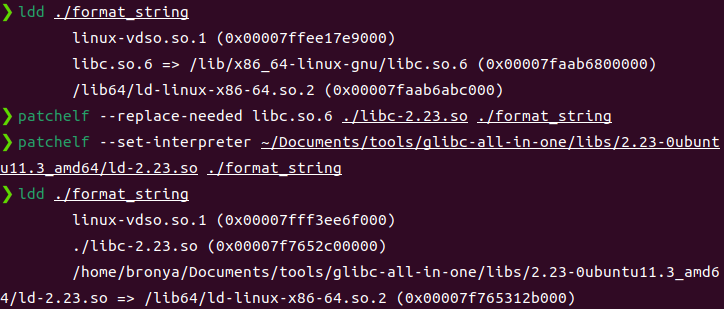 ❯ ldd ./format_string
linux-vdso.so.1 (0x00007ffee17e9000)
libc.so.6 => /lib/x86_64-linux-gnu/libc.so.6 (0x00007faab6800000)
/lib64/ld-linux-x86-64.so.2 (0x00007faab6abc000)
❯ patchelf --replace-needed libc.so.6 ./libc-2.23.so ./format_string
❯ patchelf --set-interpreter ~/Documents/tools/glibc-all-in-one/libs/2.23-0ubunt
u11.3_amd64/ld-2.23.so ./format_string
❯ ldd ./format_string
linux-vdso.so.1 (0x00007fff3ee6f000)
./libc-2.23.so (0x00007f7652c00000)
/home/bronya/Documents/tools/glibc-all-in-one/libs/2.23-0ubuntu11.3_amd6
4/ld-2.23.so => /lib64/ld-linux-x86-64.so.2 (0x00007f765312b000)